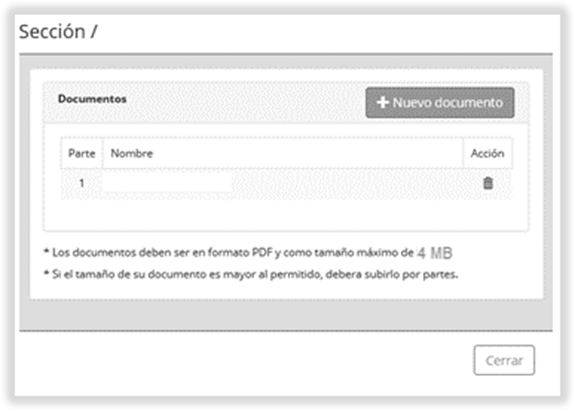 Sección /
Documentos
+ Nuevo documento
Parte Nombre Acción
1
* Los documentos deben ser en formato PDF y como tamaño máximo de 4 MB
* Si el tamaño de su documento es mayor al permitido, debera subirlo por partes.
Cerrar